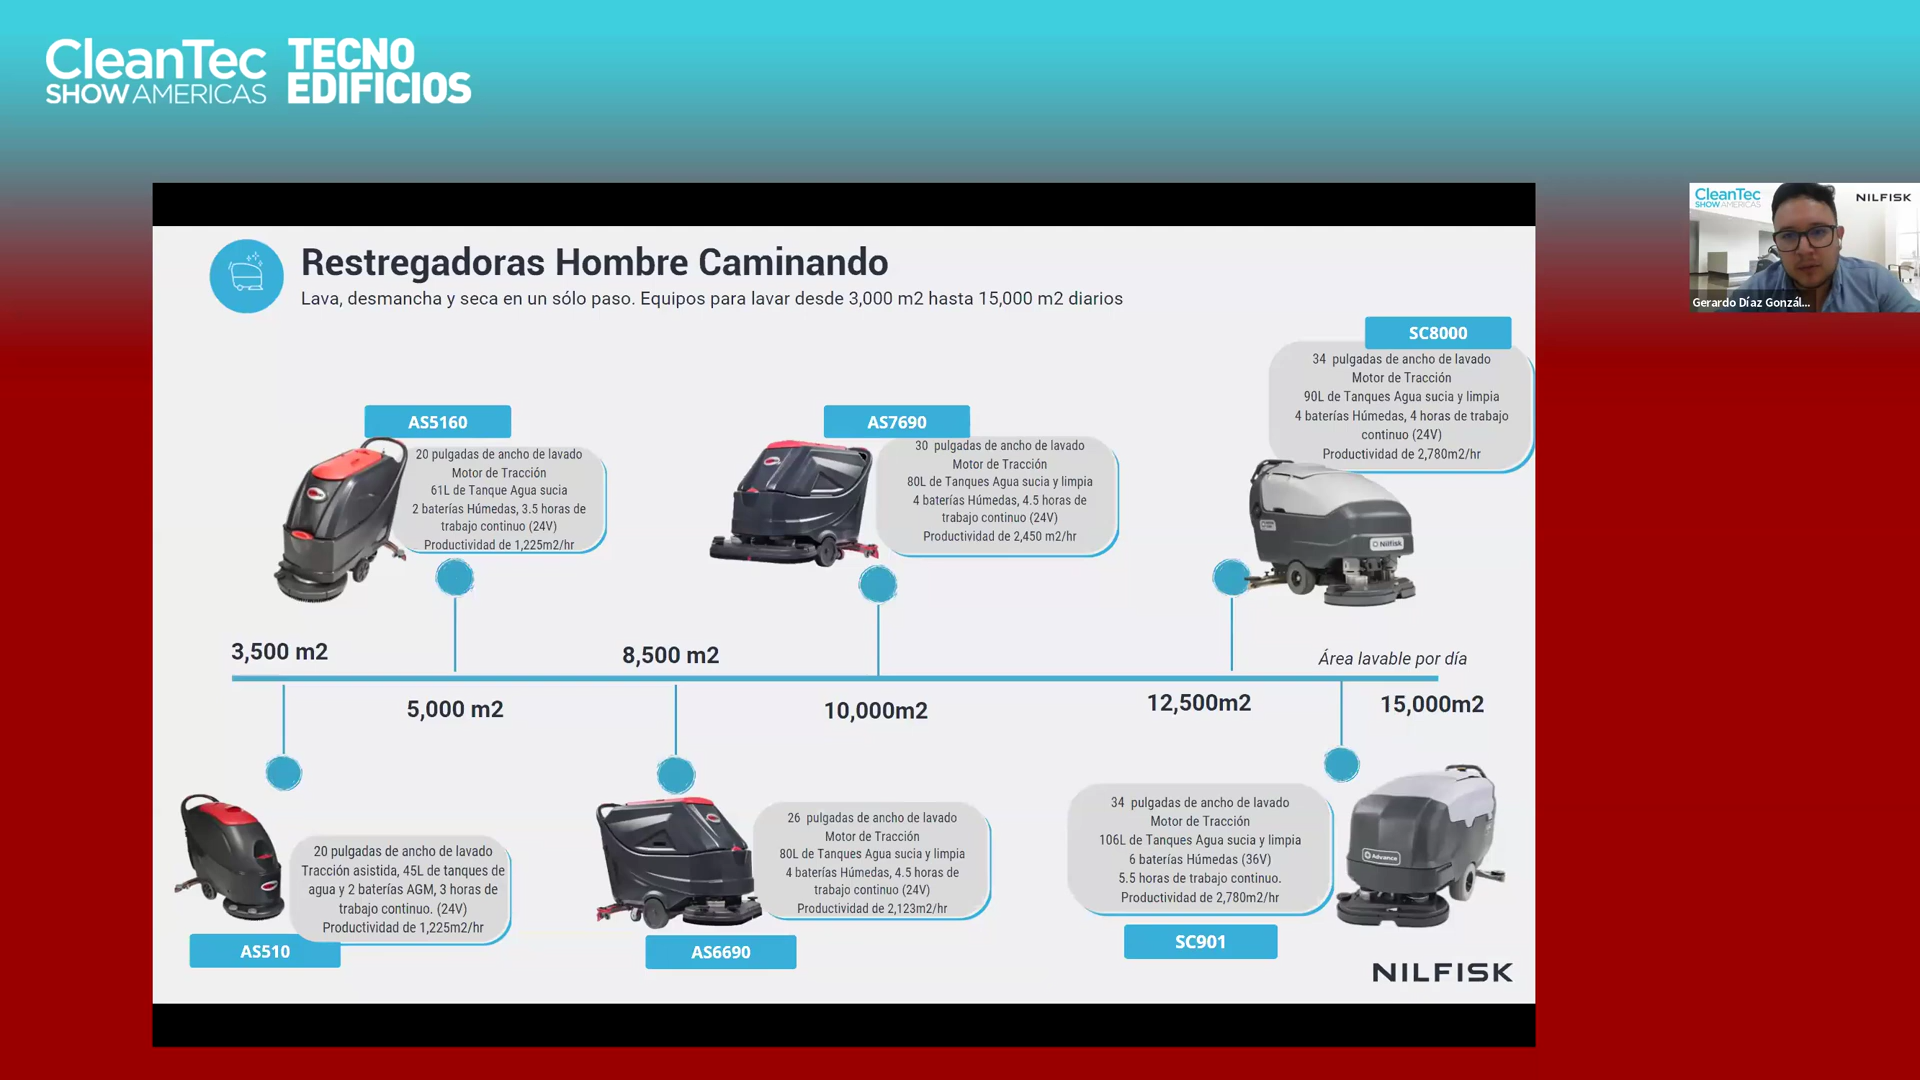 CleanTec
SHOW AMERICAS
TECNO
EDIFICIOS
CleanTec
SHOW AMERICAS
NILFISK
Gerardo Díaz Gonzál...
Restregadoras Hombre Caminando
Lava, desmancha y seca en un sólo paso. Equipos para lavar desde 3,000 m2 hasta 15,000 m2 diarios
SC8000
34 pulgadas de ancho de lavado
Motor de Tracción
90L de Tanques Agua sucia y limpia
4 baterías Húmedas, 4 horas de trabajo
continuo (24V)
Productividad de 2,780m2/hr
AS5160
20 pulgadas de ancho de lavado
Motor de Tracción
61L de Tanque Agua sucia
2 baterías Húmedas, 3.5 horas de
trabajo continuo (24V)
Productividad de 1,225m2/hr
AS7690
30 pulgadas de ancho de lavado
Motor de Tracción
80L de Tanques Agua sucia y limpia
4 baterías Húmedas, 4.5 horas de
trabajo continuo (24V)
Productividad de 2,450 m2/hr
Nilfisk
3,500 m2
8,500 m2
Área lavable por día
5,000 m2
10,000m2
12,500m2
15,000m2
20 pulgadas de ancho de lavado
Tracción asistida, 45L de tanques de
agua y 2 baterías AGM, 3 horas de
trabajo continuo. (24V)
Productividad de 1,225m2/hr
AS510
26 pulgadas de ancho de lavado
Motor de Tracción
80L de Tanques Agua sucia y limpia
4 baterías Húmedas, 4.5 horas de
trabajo continuo (24V)
Productividad de 2,123m2/hr
AS6690
34 pulgadas de ancho de lavado
Motor de Tracción
106L de Tanques Agua sucia y limpia
6 baterías Húmedas (36V)
5.5 horas de trabajo continuo.
Productividad de 2,780m2/hr
SC901
Advance
NILFISK